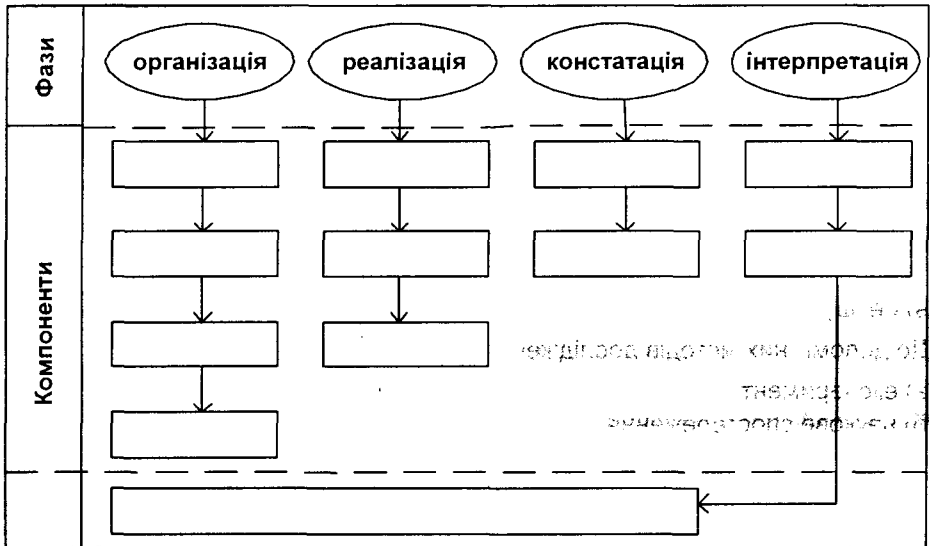 Фази
організація
реалізація
констатація
інтерпретація
Компоненти